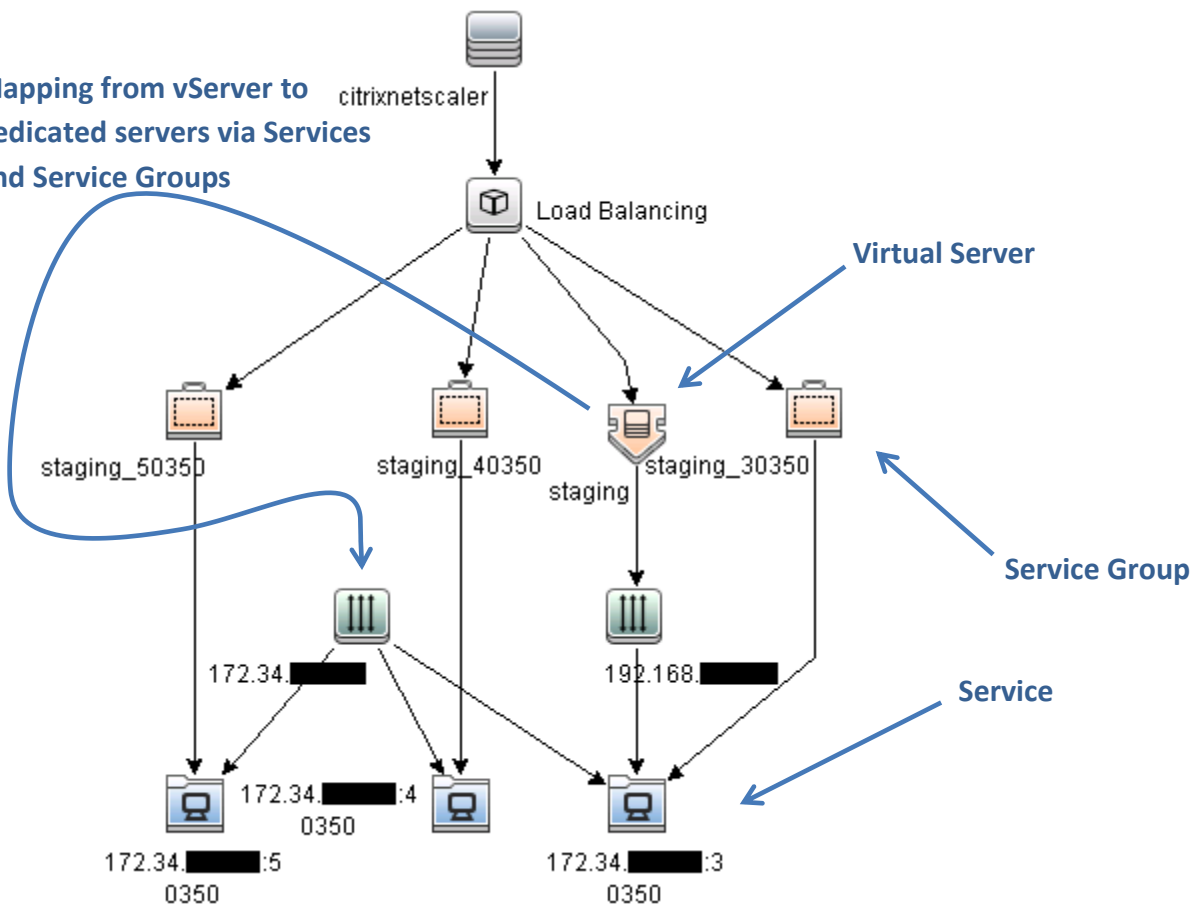 citrixnetscaler
Mapping from vServer to
dedicated servers via Services
and Service Groups
Load Balancing
Virtual Server
staging_50350
staging_40350
staging_30350
staging
Service Group
172.34.
192.168.
Service
172.34. :4
0350
172.34. :5
0350
172.34. :3
0350